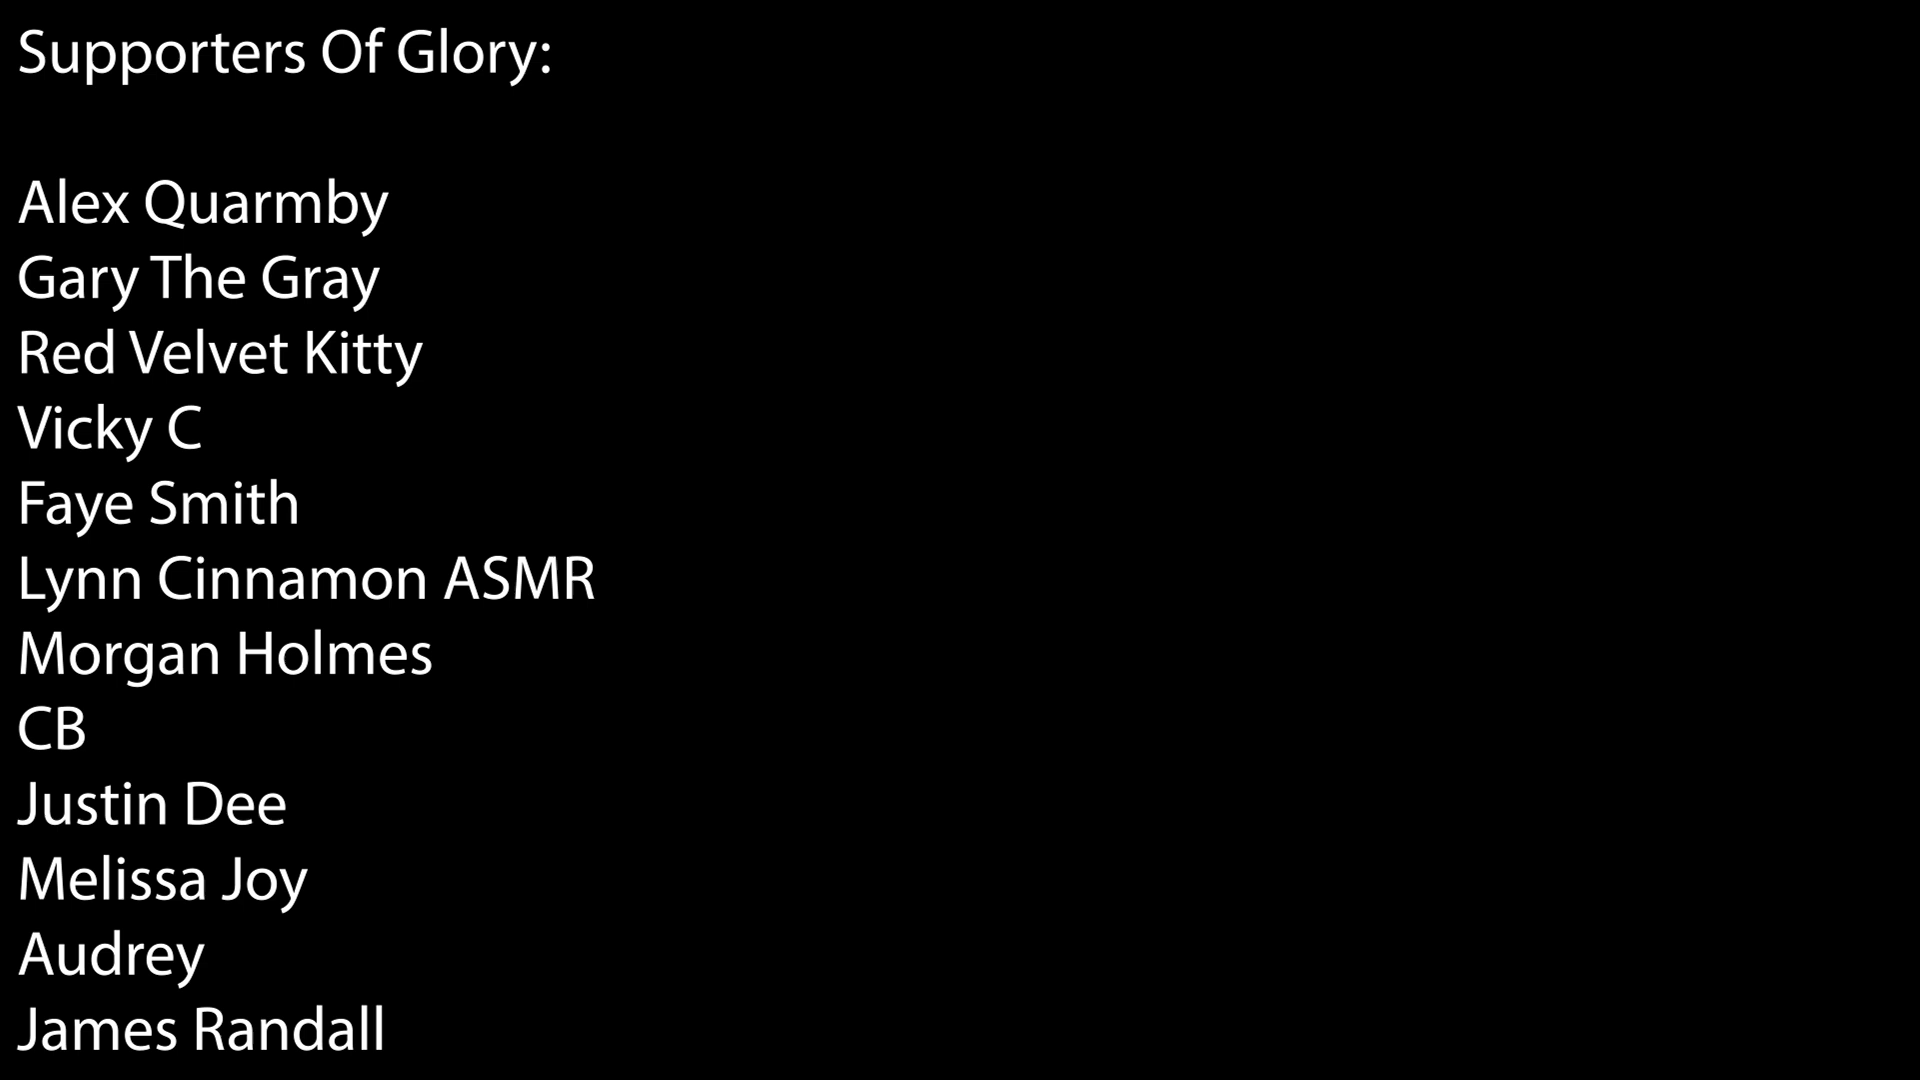 Supporters Of Glory:
Alex Quarmby
Gary The Gray
Red Velvet Kitty
Vicky C
Faye Smith
Lynn Cinnamon ASMR
Morgan Holmes
CB
Justin Dee
Melissa Joy
Audrey
James Randall